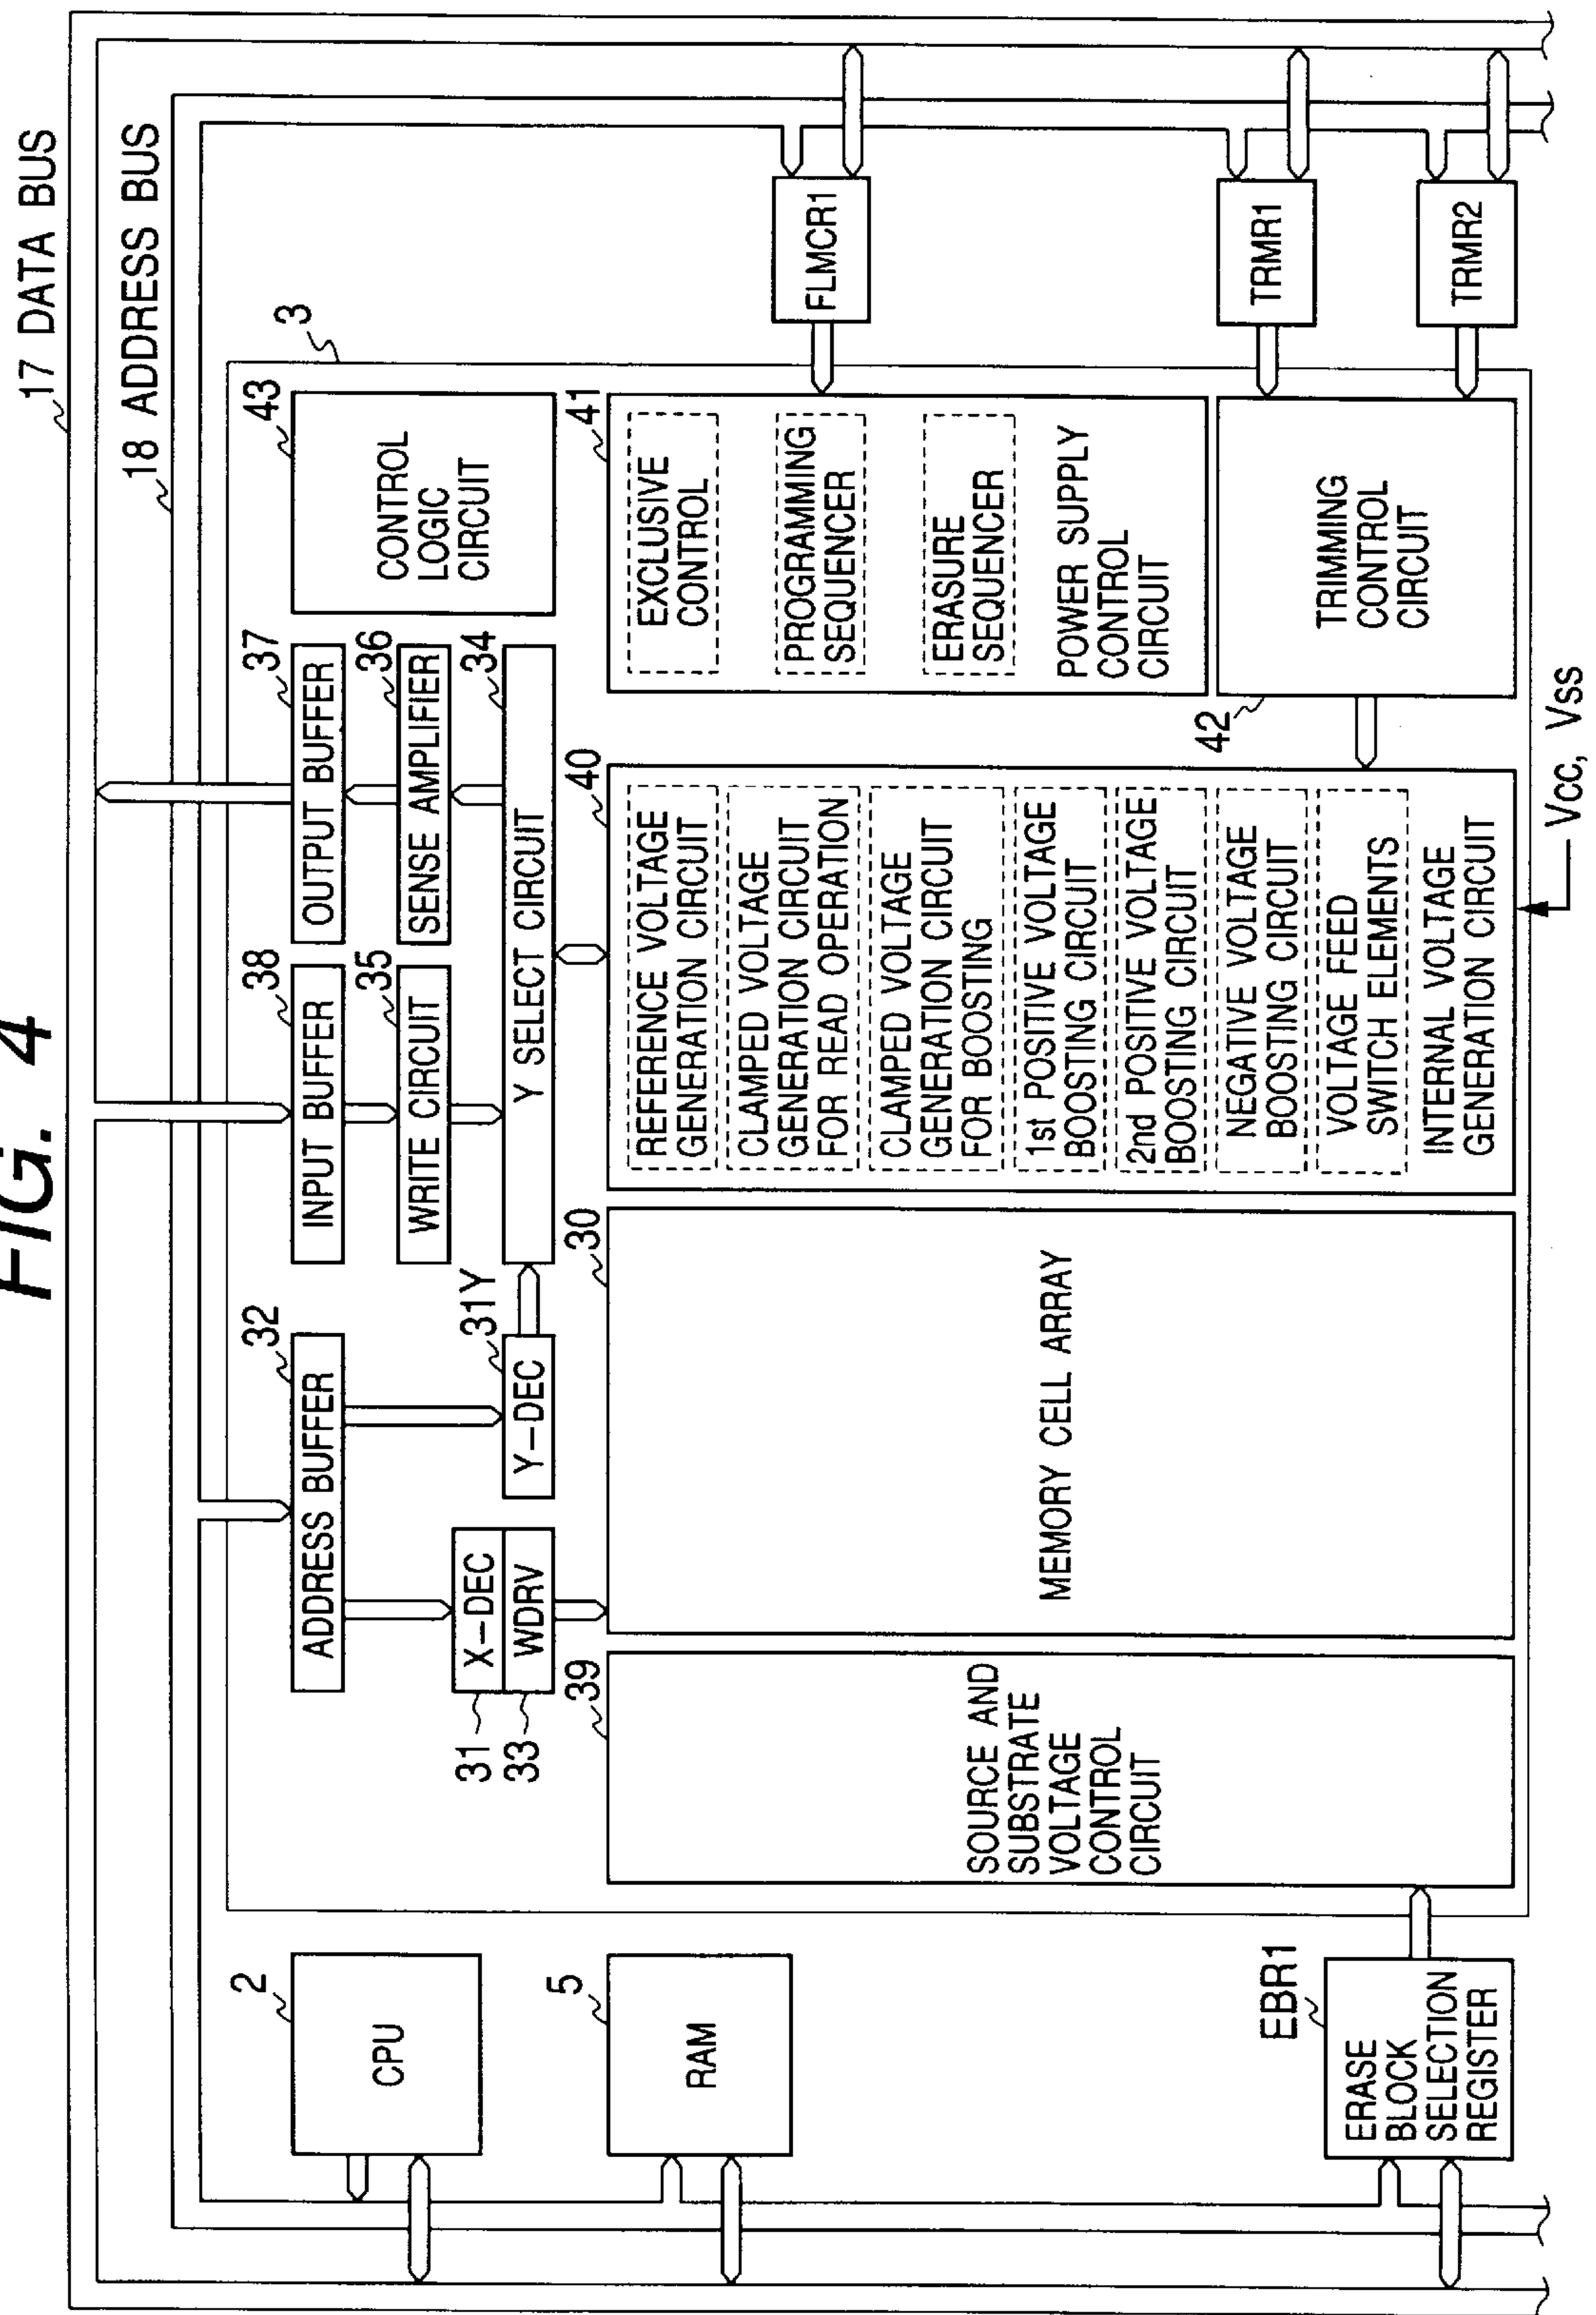 FIG. 4
17 DATA BUS
18 ADDRESS BUS
3
2
CPU
5
RAM
EBR1
ERASE
BLOCK
SELECTION
REGISTER
32
ADDRESS BUFFER
31
X-DEC
33
WDRV
31Y
Y-DEC
38
INPUT BUFFER
35
WRITE CIRCUIT
37
OUTPUT BUFFER
36
SENSE AMPLIFIER
34
Y SELECT CIRCUIT
43
CONTROL
LOGIC
CIRCUIT
39
SOURCE AND
SUBSTRATE
VOLTAGE
CONTROL
CIRCUIT
30
MEMORY CELL ARRAY
40
REFERENCE VOLTAGE
GENERATION CIRCUIT
CLAMPED VOLTAGE
GENERATION CIRCUIT
FOR READ OPERATION
CLAMPED VOLTAGE
GENERATION CIRCUIT
FOR BOOSTING
1st POSITIVE VOLTAGE
BOOSTING CIRCUIT
2nd POSITIVE VOLTAGE
BOOSTING CIRCUIT
NEGATIVE VOLTAGE
BOOSTING CIRCUIT
VOLTAGE FEED
SWITCH ELEMENTS
INTERNAL VOLTAGE
GENERATION CIRCUIT
41
EXCLUSIVE
CONTROL
PROGRAMMING
SEQUENCER
ERASURE
SEQUENCER
POWER SUPPLY
CONTROL
CIRCUIT
42
TRIMMING
CONTROL
CIRCUIT
FLMCR1
TRMR1
TRMR2
Vcc, Vss